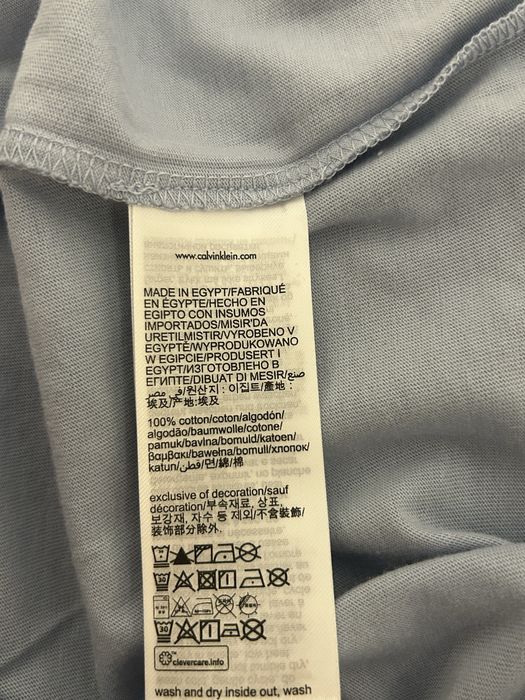 www.calvinklein.com
MADE IN EGYPT/FABRIQUÉ
EN ÉGYPTE/HECHO EN
EGIPTO CON INSUMOS
IMPORTADOS/MISIR'DA
URETILMISTIR/VYROBENO V
EGYPTĚ/WYPRODUKOWANO
W EGIPCIE/PRODUSERT I
EGYPT/ИЗГОТОВЛЕНО В
ЕГИПТЕ/DIBUAT DI MESIR/صنع
في مصر/원산지 : 이집트/產地 :
埃及/产地:埃及
100% cotton/coton/algodón/
algodão/baumwolle/cotone/
pamuk/bavlna/bomuld/katoen/
βαμβακι/bawełna/bomull/хлопок/
katun/قطن/면/綿/棉
exclusive of decoration/sauf
décoration/부속재료, 상표,
보강재, 자수 등 제외/不含裝飾/
装饰部分除外.
30
30
clevercare.info
wash and dry inside out, wash